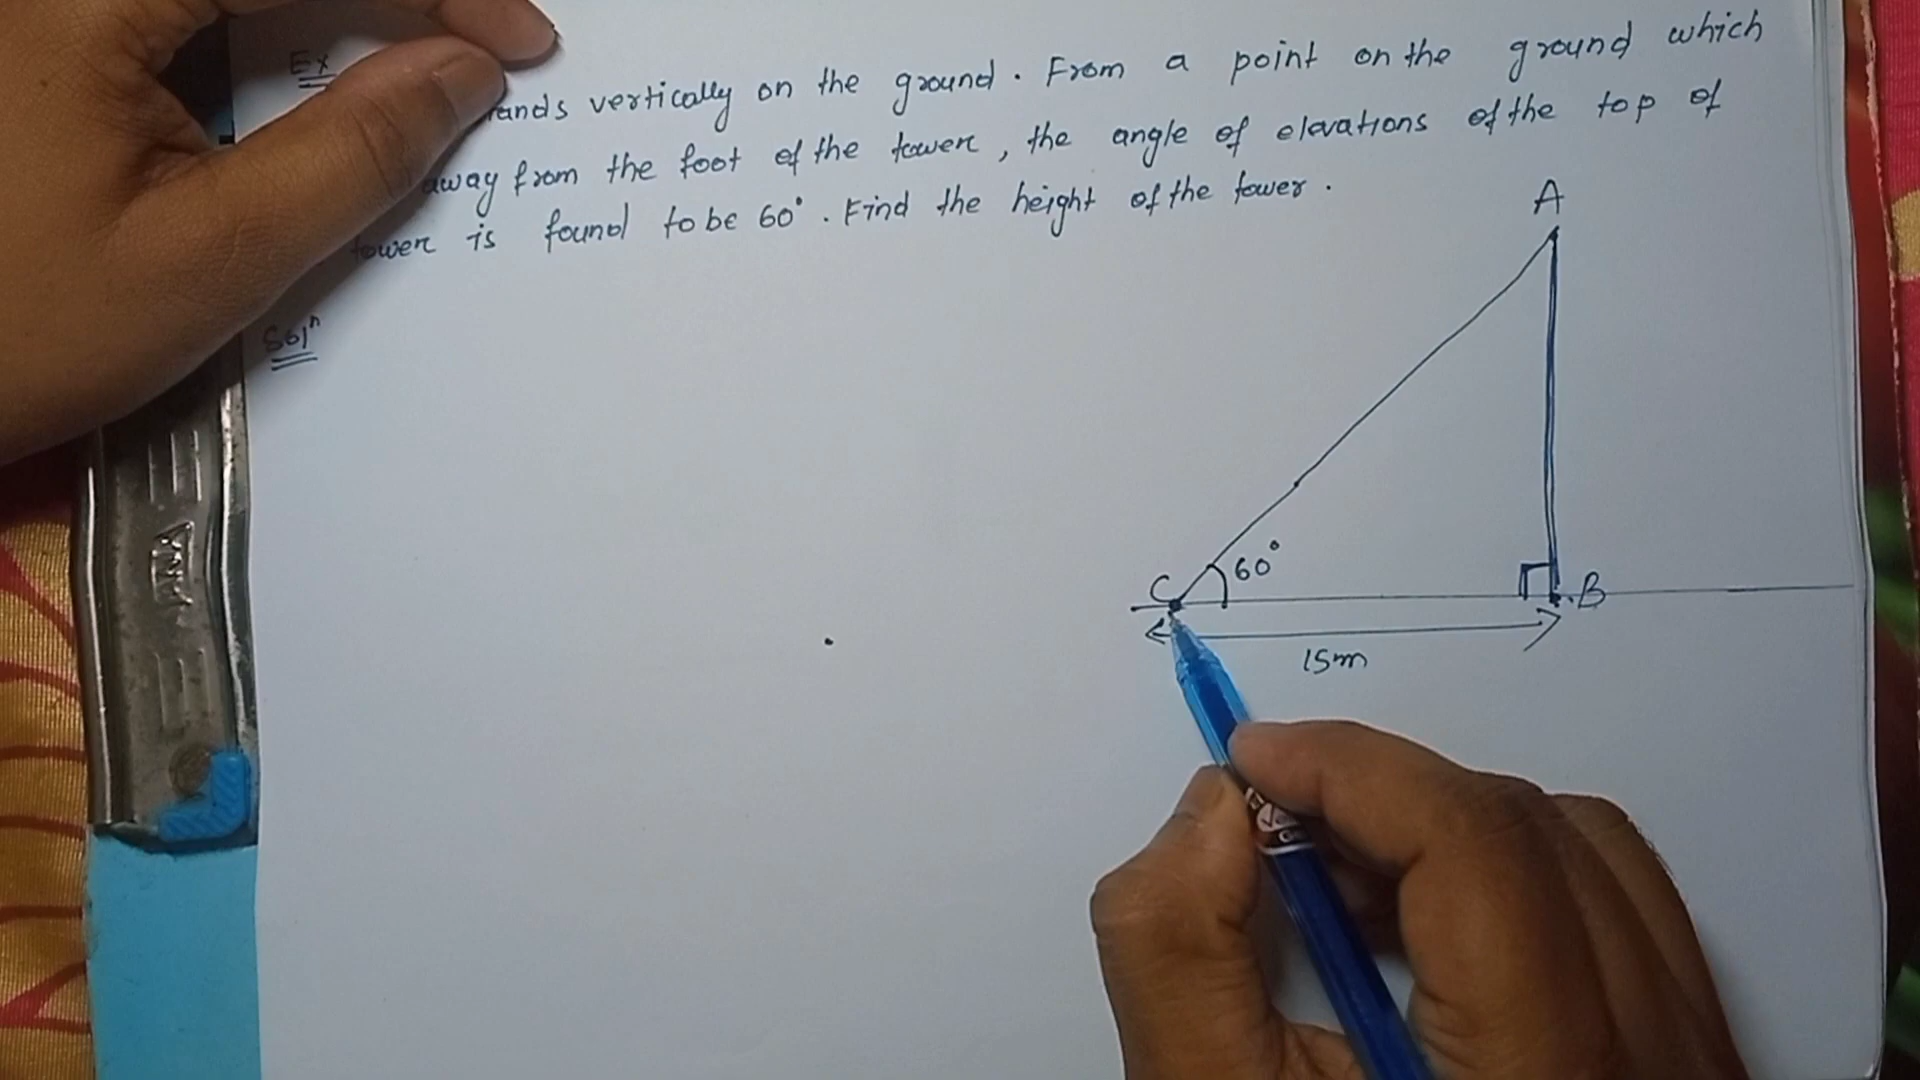 Ex
ands vertically on the ground. From a point on the ground which
away from the foot of the tower, the angle of elevations of the top of
tower is found to be 60°. Find the height of the tower.
Solⁿ
A
60°
C
B
15m